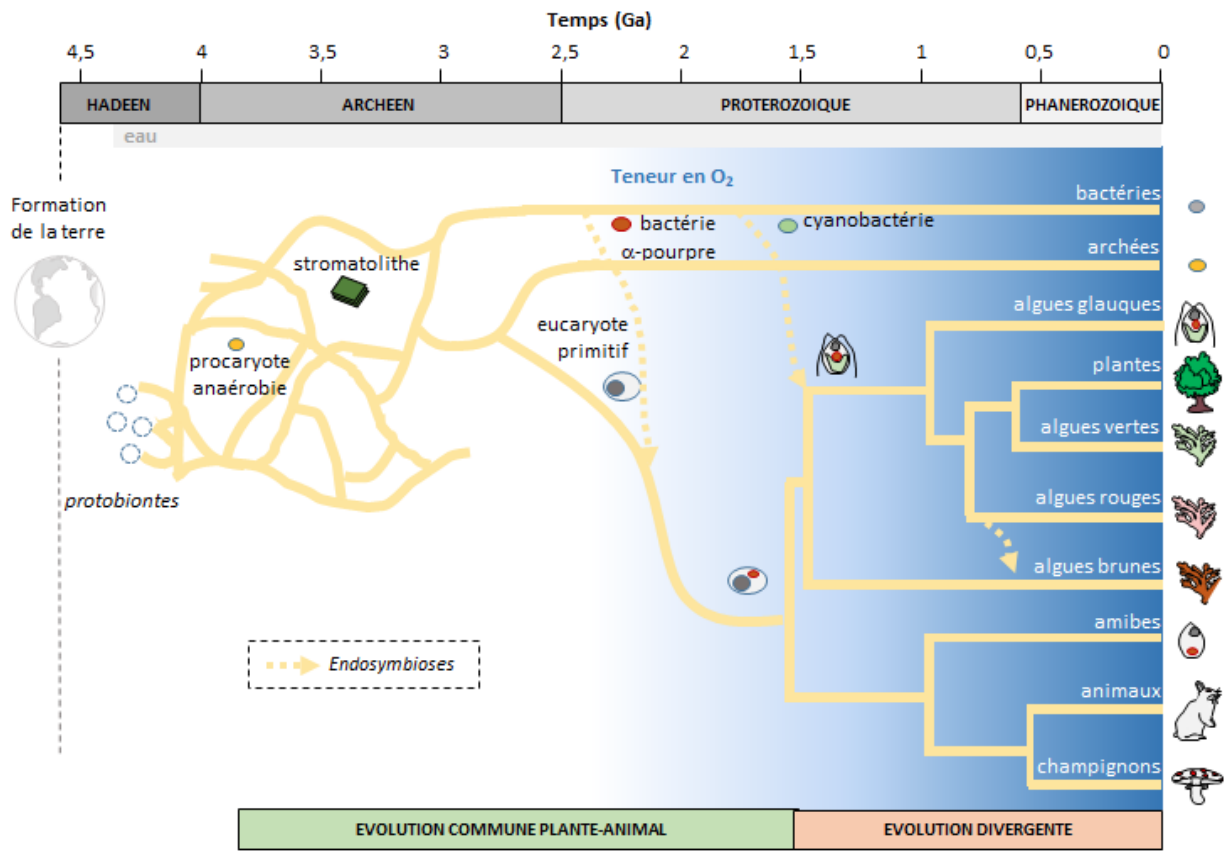 Temps (Ga)
4,5 4 3,5 3 2,5 2 1,5 1 0,5 0
HADEEN ARCHEEN PROTEROZOIQUE PHANEROZOIQUE
eau
Formation
de la terre
Teneur en O₂
bactéries
bactérie
α-pourpre
cyanobactérie
archées
stromatolithe
algues glauques
eucaryote
primitif
procaryote
anaérobie
plantes
algues vertes
protobiontes
algues rouges
algues brunes
amibes
Endosymbioses
animaux
champignons
EVOLUTION COMMUNE PLANTE-ANIMAL EVOLUTION DIVERGENTE